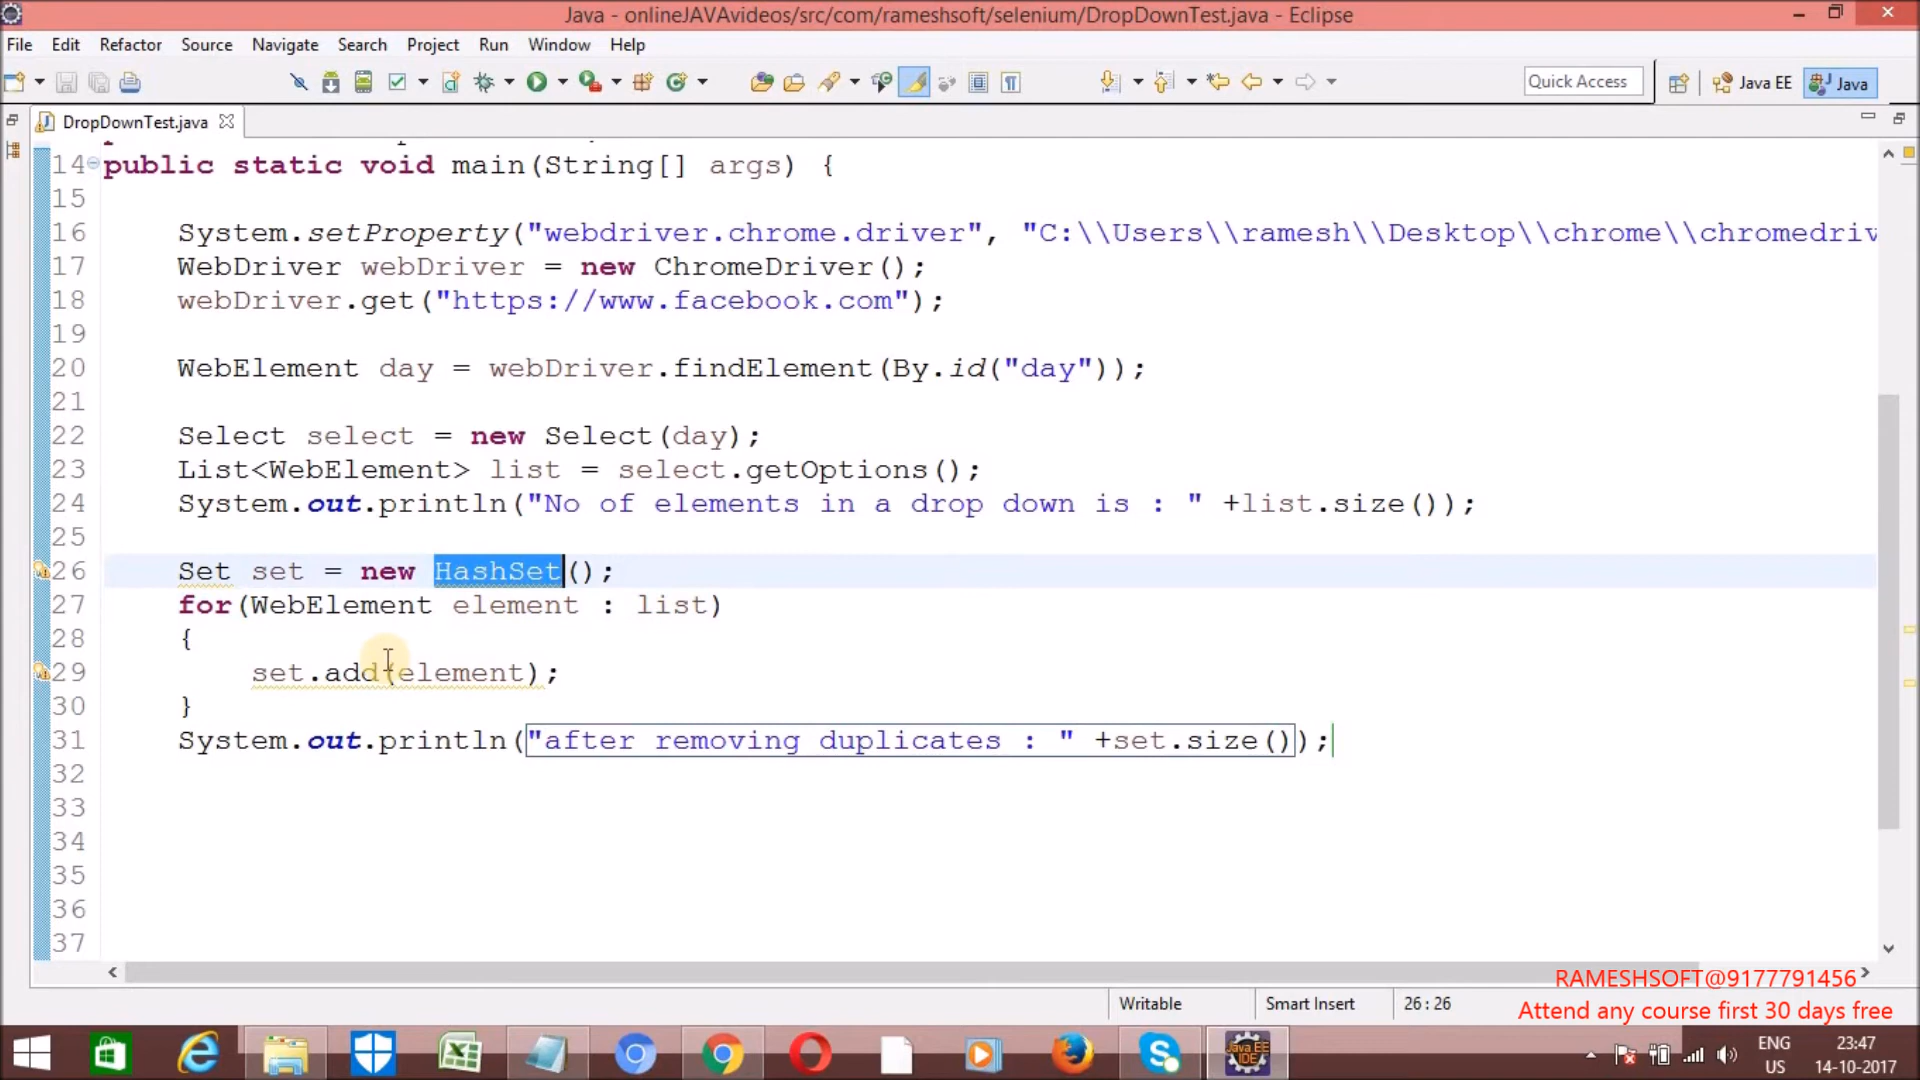 Java - onlineJAVAvideos/src/com/rameshsoft/selenium/DropDownTest.java - Eclipse
File Edit Refactor Source Navigate Search Project Run Window Help
Quick Access Java EE Java
DropDownTest.java
14 public static void main(String[] args) {
15
16 System.setProperty("webdriver.chrome.driver", "C:\\Users\\ramesh\\Desktop\\chrome\\chromedriv
17 WebDriver webDriver = new ChromeDriver();
18 webDriver.get("https://www.facebook.com");
19
20 WebElement day = webDriver.findElement(By.id("day"));
21
22 Select select = new Select(day);
23 List<WebElement> list = select.getOptions();
24 System.out.println("No of elements in a drop down is : " +list.size());
25
26 Set set = new HashSet();
27 for(WebElement element : list)
28 {
29 set.add(element);
30 }
31 System.out.println("after removing duplicates : " +set.size());
32
33
34
35
36
37
RAMESHSOFT@9177791456
Writable Smart Insert 26 : 26
Attend any course first 30 days free
Java EE
IDE
ENG
US
23:47
14-10-2017